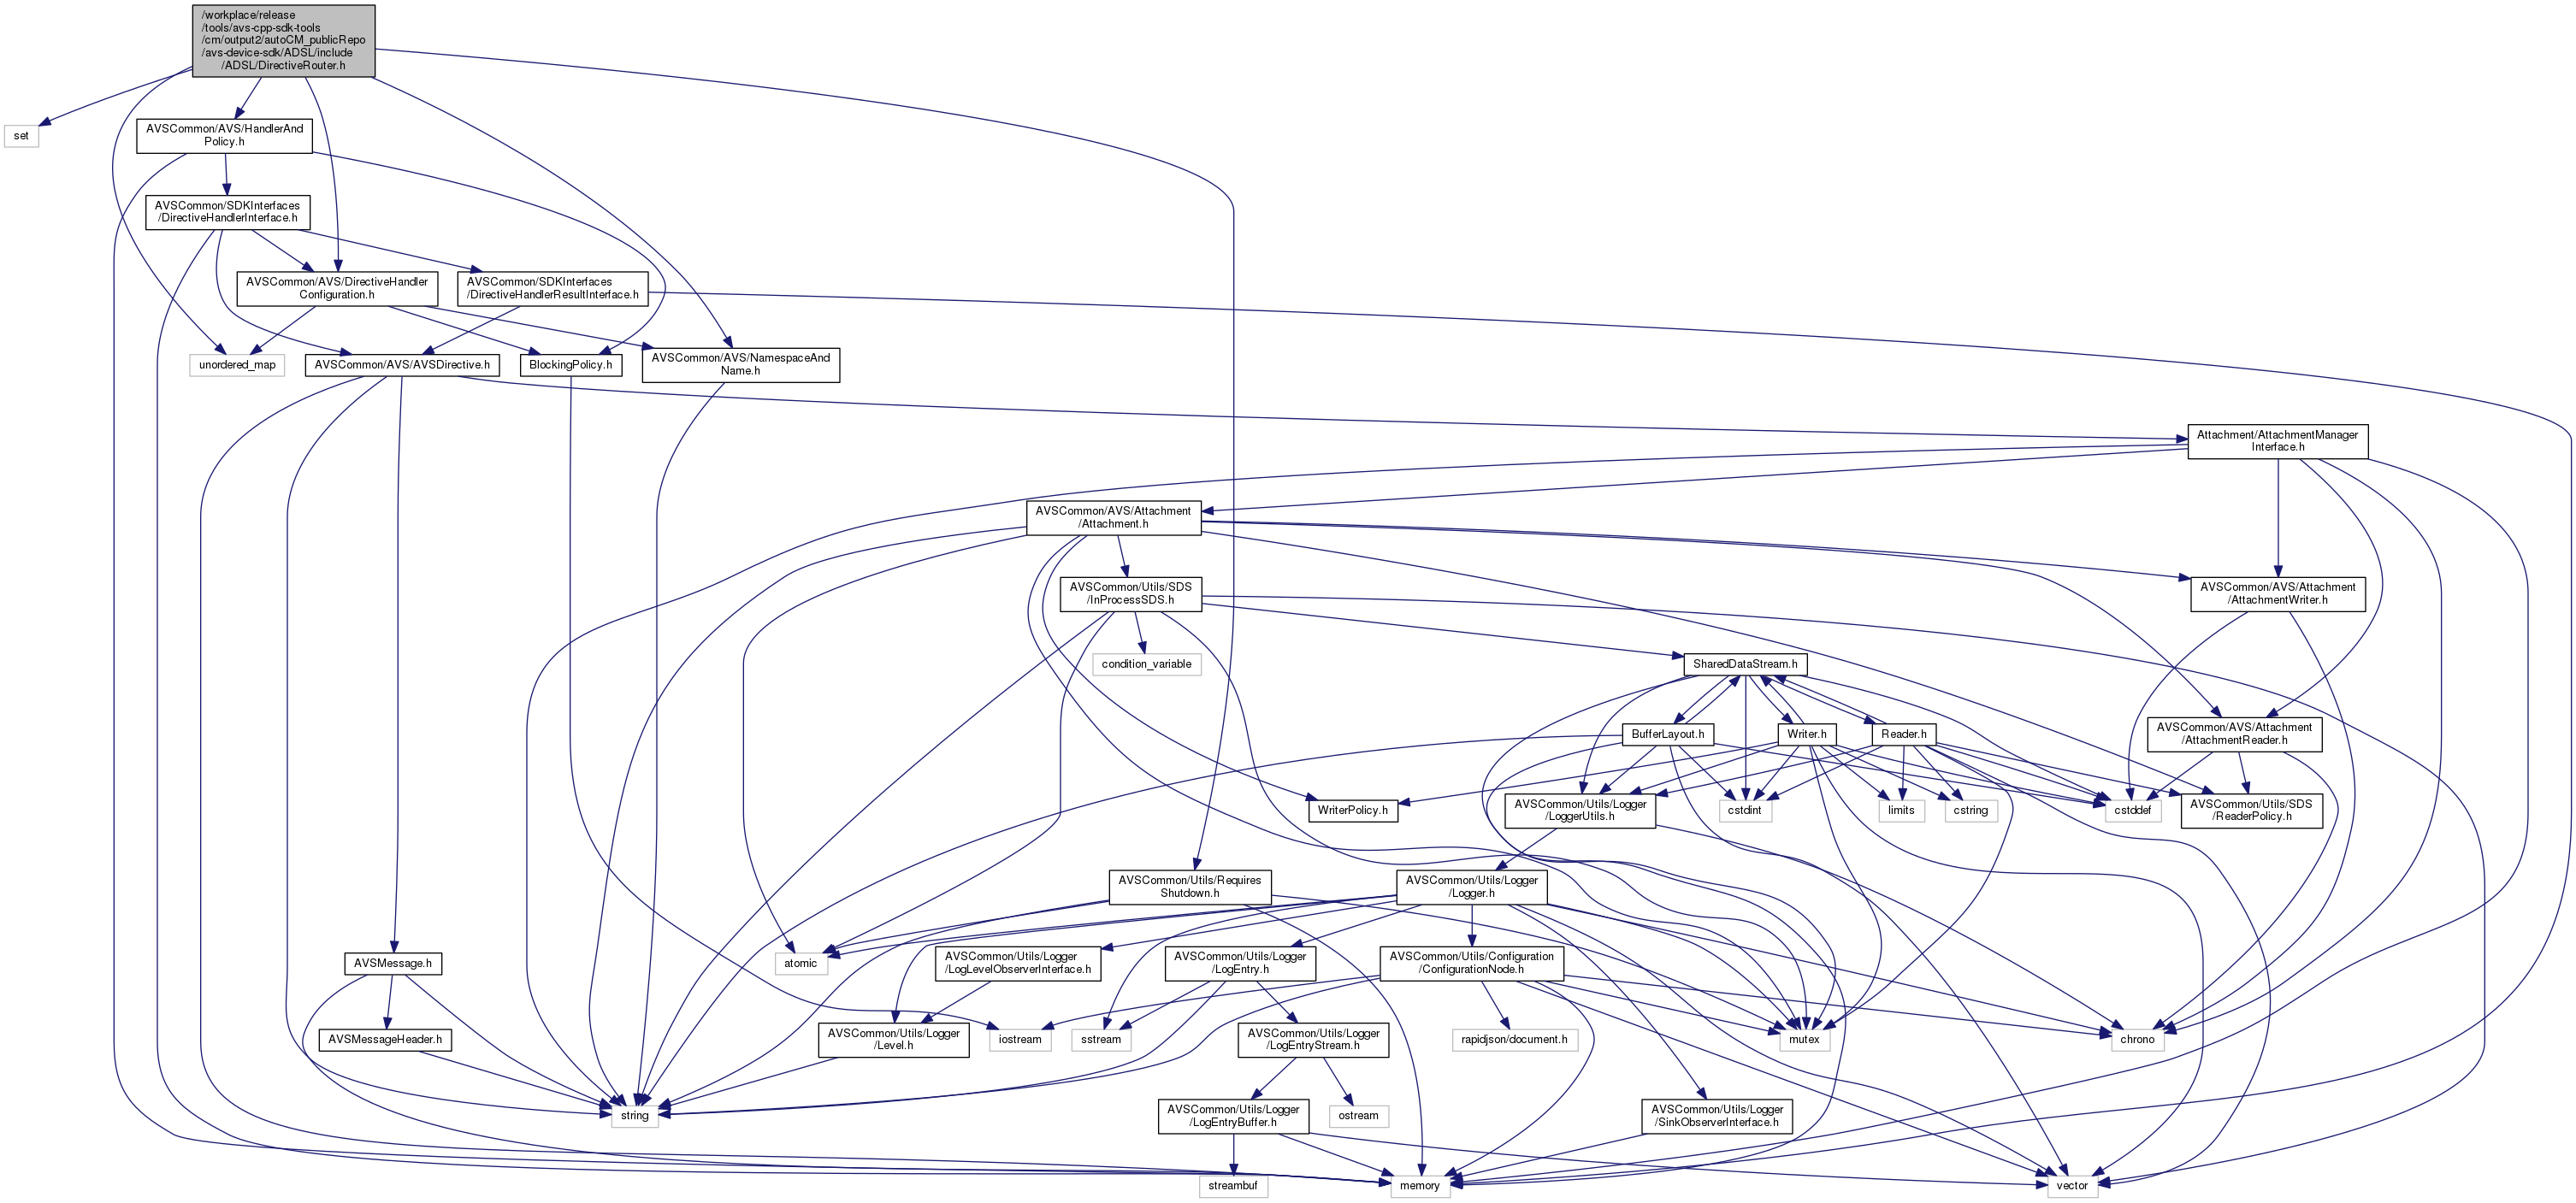 /workplace/release
/tools/avs-cpp-sdk-tools
/cm/output2/autoCM_publicRepo
/avs-device-sdk/ADSL/include
/ADSL/DirectiveRouter.h
set
AVSCommon/AVS/HandlerAnd
Policy.h
AVSCommon/SDKInterfaces
/DirectiveHandlerInterface.h
AVSCommon/AVS/DirectiveHandler
Configuration.h
AVSCommon/SDKInterfaces
/DirectiveHandlerResultInterface.h
unordered_map
AVSCommon/AVS/AVSDirective.h
BlockingPolicy.h
AVSCommon/AVS/NamespaceAnd
Name.h
Attachment/AttachmentManager
Interface.h
AVSCommon/AVS/Attachment
/Attachment.h
AVSCommon/Utils/SDS
/InProcessSDS.h
AVSCommon/AVS/Attachment
/AttachmentWriter.h
condition_variable
SharedDataStream.h
BufferLayout.h
Writer.h
Reader.h
AVSCommon/AVS/Attachment
/AttachmentReader.h
WriterPolicy.h
AVSCommon/Utils/Logger
/LoggerUtils.h
cstdint
limits
cstring
cstddef
AVSCommon/Utils/SDS
/ReaderPolicy.h
AVSCommon/Utils/Requires
Shutdown.h
AVSCommon/Utils/Logger
/Logger.h
AVSMessage.h
atomic
AVSCommon/Utils/Logger
/LogLevelObserverInterface.h
AVSCommon/Utils/Logger
/LogEntry.h
AVSCommon/Utils/Configuration
/ConfigurationNode.h
AVSMessageHeader.h
AVSCommon/Utils/Logger
/Level.h
iostream
sstream
AVSCommon/Utils/Logger
/LogEntryStream.h
rapidjson/document.h
mutex
chrono
string
AVSCommon/Utils/Logger
/LogEntryBuffer.h
ostream
AVSCommon/Utils/Logger
/SinkObserverInterface.h
streambuf
memory
vector